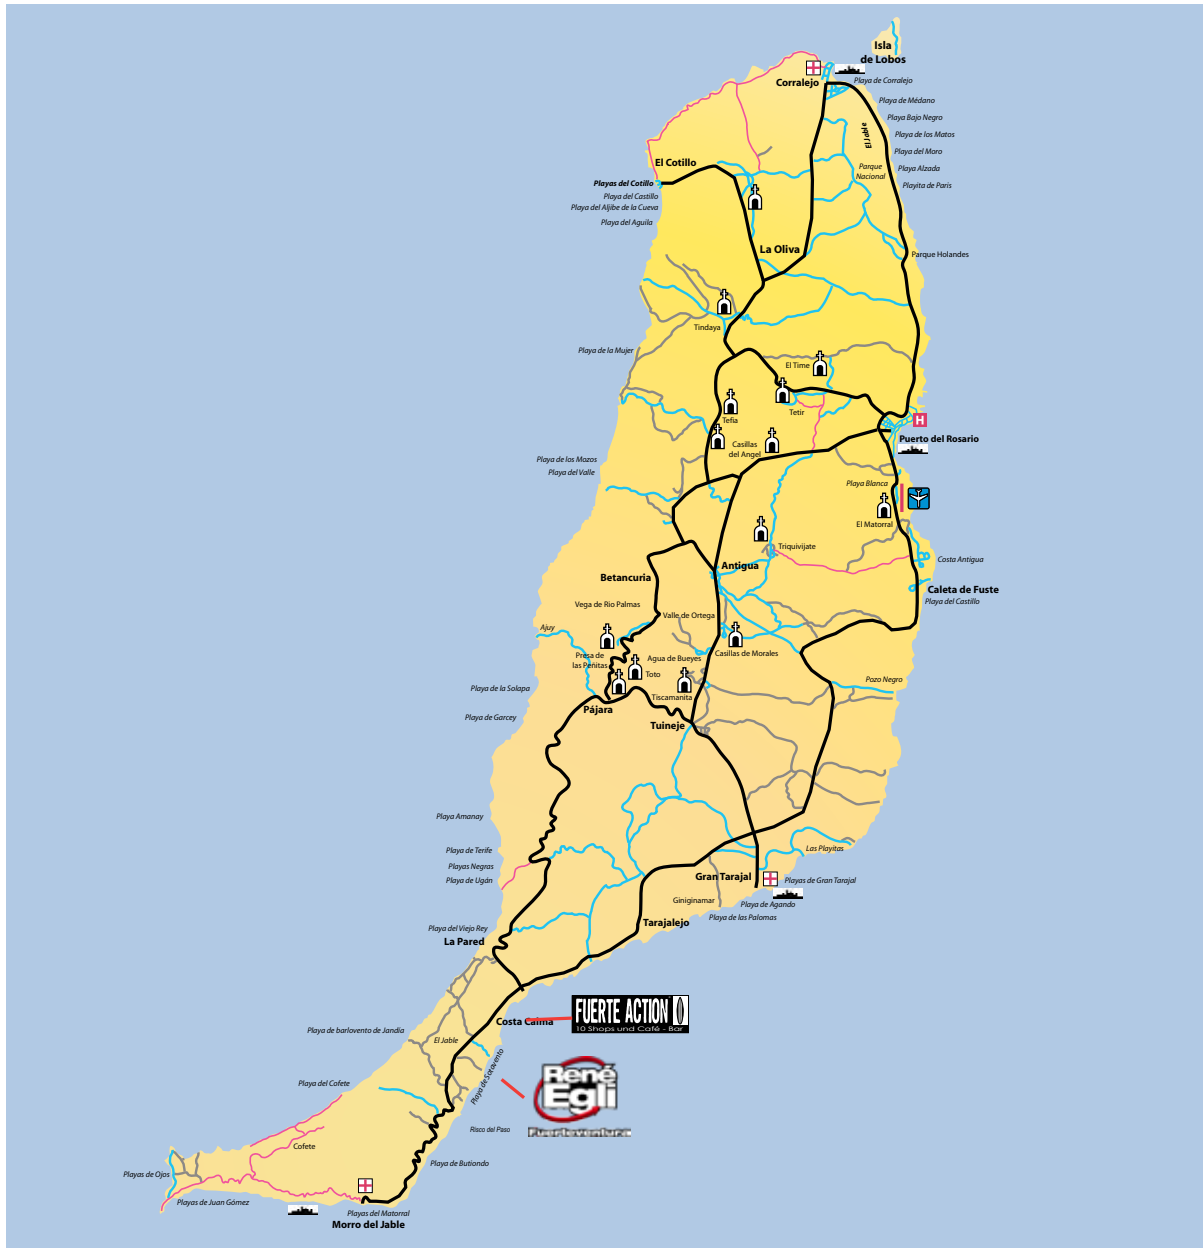 Isla
de Lobos
Corralejo
Playa de Corralejo
Playa de Médano
Playa Bajo Negro
El Jable
Playa de los Matos
Playa del Moro
Parque
Nacional
Playa Alzada
Playita de Paris
El Cotillo
Playas del Cotillo
Playa del Castillo
Playa del Aljibe de la Cueva
Playa del Aguila
La Oliva
Parque Holandes
Tindaya
Playa de la Mujer
El Time
Tetir
Tefia
Casillas
del Angel
H
Puerto del Rosario
Playa de los Mozos
Playa del Valle
Playa Blanca
El Matorral
Triquivijate
Costa Antigua
Antigua
Betancuria
Caleta de Fuste
Playa del Castillo
Vega de Rio Palmas
Valle de Ortega
Ajuy
Presa de
las Peñitas
Agua de Bueyes
Casillas de Morales
Toto
Tiscamanita
Pozo Negro
Playa de la Solapa
Pájara
Playa de Garcey
Tuineje
Playa Amanay
Playa de Terife
Playas Negras
Playa de Ugán
Las Playitas
Gran Tarajal
Playas de Gran Tarajal
Giniginamar
Playa de Agando
Playa de las Palomas
Tarajalejo
Playa del Viejo Rey
La Pared
Costa Calma
FUERTE ACTION
10 Shops und Café - Bar
Playa de barlovento de Jandia
El Jable
Playa de Sotavento
René
Egli
Fuerteventura
Playa del Cofete
Risco del Paso
Cofete
Playa de Butiondo
Playas de Ojos
Playas de Juan Gómez
Playas del Matorral
Morro del Jable